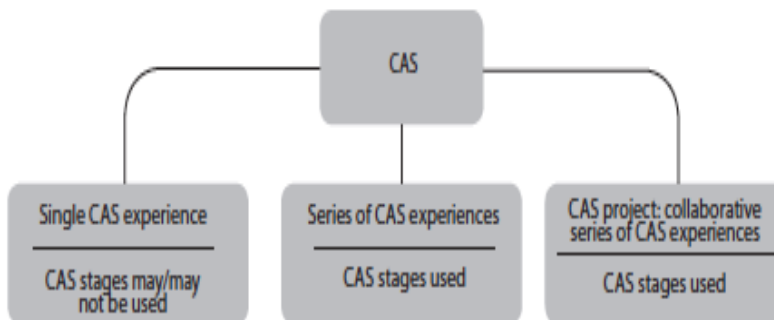 CAS
Single CAS experience
CAS stages may/may
not be used
Series of CAS experiences
CAS stages used
CAS project: collaborative
series of CAS experiences
CAS stages used